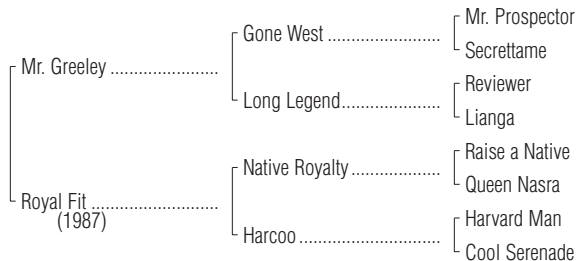 Mr. Prospector
Gone West ........................
Secrettame
Mr. Greeley .......................
Reviewer
Long Legend.....................
Lianga
Raise a Native
Native Royalty ...................
Queen Nasra
Royal Fit ...........................
(1987)
Harvard Man
Harcoo ..............................
Cool Serenade